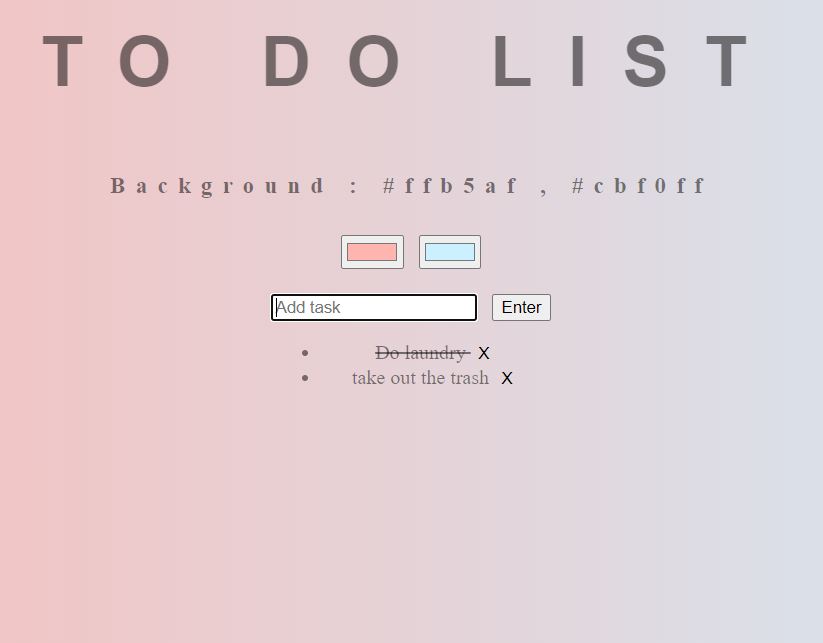 TO DO LIST
Background : #ffb5af , #cbf0ff
Add task Enter
Do laundry X
take out the trash X